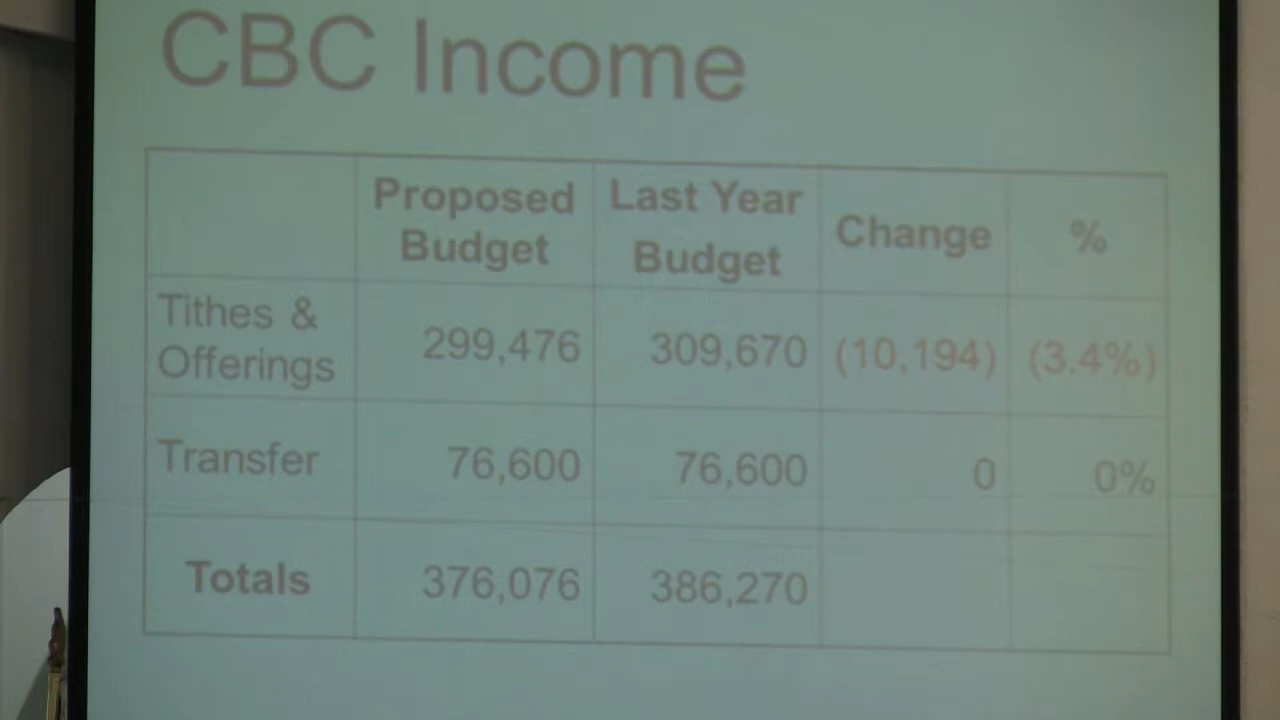 CBC Income
Proposed Budget Last Year Budget Change %
Tithes & Offerings 299,476 309,670 (10,194) (3.4%)
Transfer 76,600 76,600 0 0%
Totals 376,076 386,270